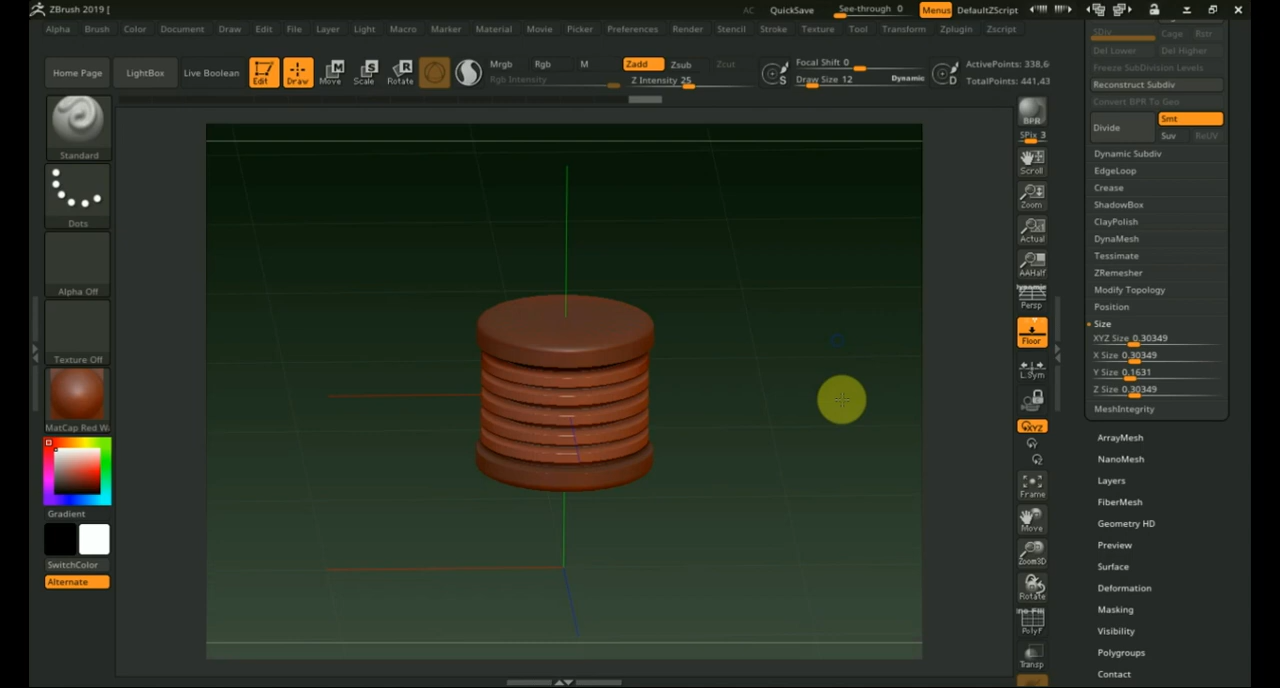 ZBrush 2019 [
AC QuickSave See-through 0 Menus DefaultZScript
Alpha Brush Color Document Draw Edit File Layer Light Macro Marker Material Movie Picker Preferences Render Stencil Stroke Texture Tool Transform Zplugin Zscript
Home Page LightBox Live Boolean Edit Draw Move Scale Rotate
Mrgb Rgb M Zadd Zsub Zcut
Rgb Intensity Z Intensity 25
Focal Shift 0
Draw Size 12 Dynamic
ActivePoints: 338,6
TotalPoints: 441,43
Standard
Dots
Alpha Off
Texture Off
MatCap Red W
Gradient
SwitchColor
Alternate
BPR
SPix 3
Scroll
Zoom
Actual
AAHalf
Dynamic
Persp
Floor
L.Sym
XYZ
Frame
Move
Zoom3D
Rotate
PolyF
Transp
SDiv Cage Rstr
Del Lower Del Higher
Freeze SubDivision Levels
Reconstruct Subdiv
Convert BPR To Geo
Divide Smt
Suv ReUV
Dynamic Subdiv
EdgeLoop
Crease
ShadowBox
ClayPolish
DynaMesh
Tessimate
ZRemesher
Modify Topology
Position
Size
XYZ Size 0.30349
X Size 0.30349
Y Size 0.1631
Z Size 0.30349
MeshIntegrity
ArrayMesh
NanoMesh
Layers
FiberMesh
Geometry HD
Preview
Surface
Deformation
Masking
Visibility
Polygroups
Contact